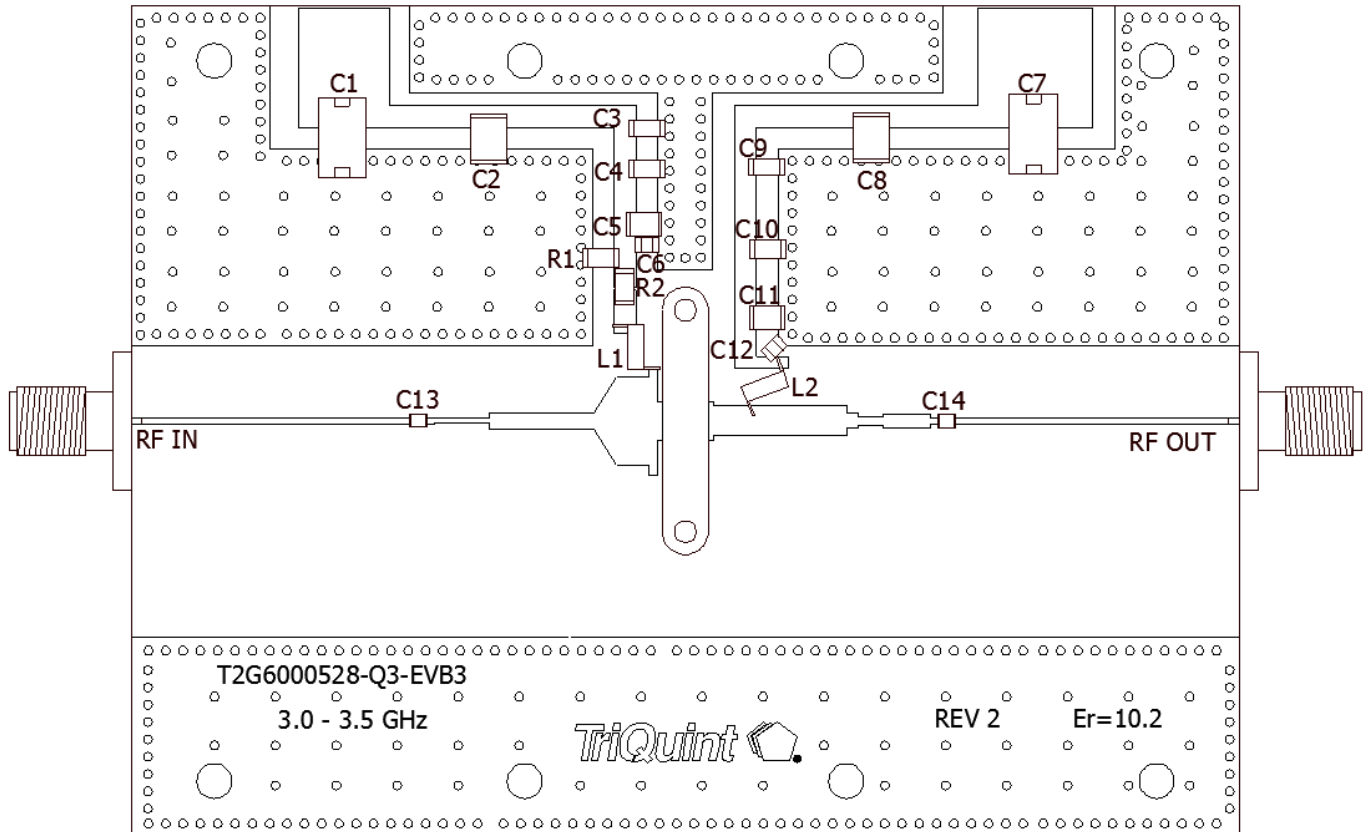 C1
C7
C3
C9
C4
C2
C8
C5
C10
R1
C6
R2
C11
C12
L1
L2
C13
C14
RF IN
RF OUT
T2G6000528-Q3-EVB3
3.0 - 3.5 GHz
REV 2
Er=10.2
TriQuint